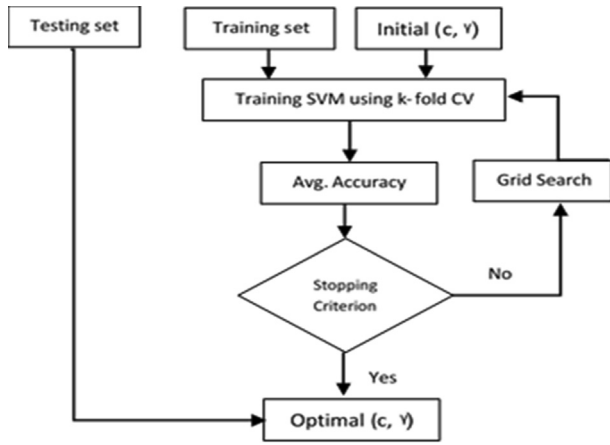 Testing set
Training set
Initial (c, γ)
Training SVM using k- fold CV
Avg. Accuracy
Grid Search
Stopping
Criterion
No
Yes
Optimal (c, γ)